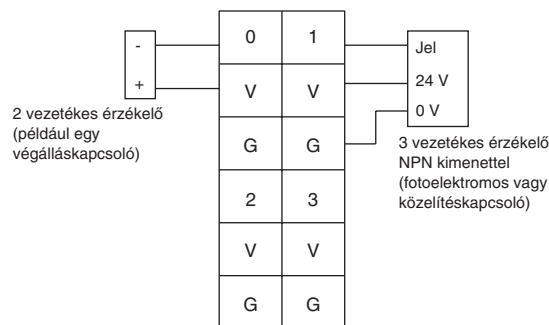 -
+
2 vezetékes érzékelő
(például egy
végálláskapcsoló)
0 1
V V
G G
2 3
V V
G G
Jel
24 V
0 V
3 vezetékes érzékelő
NPN kimenettel
(fotoelektromos vagy
közelítéskapcsoló)